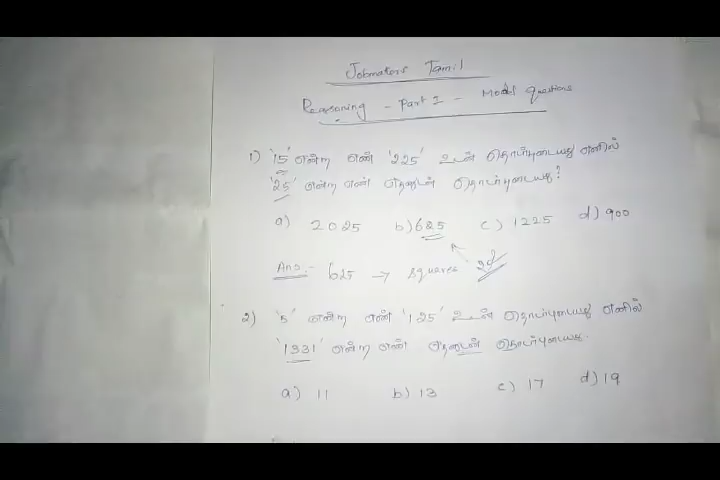 Jobmakers Tamil
Reasoning - Part I - Model Questions
1) '15' என்ற எண் '225' உடன் தொடர்புடையது எனில்
'25' என்ற எண் எதனுடன் தொடர்புடையது?
a) 2025 b) 625 c) 1225 d) 900
Ans:- 625 → squares
2) '5' என்ற எண் '125' உடன் தொடர்புடையது எனில்
'1331' என்ற எண் எதனுடன் தொடர்புடையது.
a) 11 b) 13 c) 17 d) 19